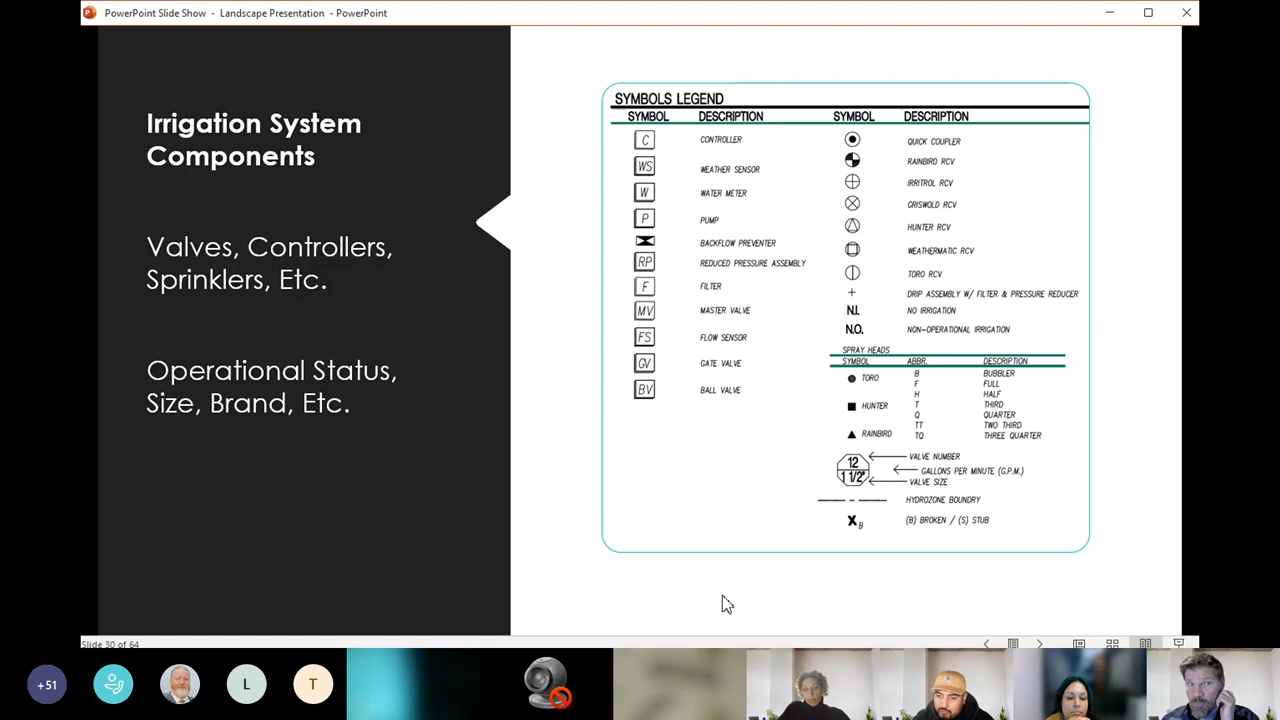 PowerPoint Slide Show - Landscape Presentation - PowerPoint
Irrigation System
Components
Valves, Controllers,
Sprinklers, Etc.
Operational Status,
Size, Brand, Etc.
SYMBOLS LEGEND
SYMBOL DESCRIPTION
C CONTROLLER
WS WEATHER SENSOR
W WATER METER
P PUMP
BACKFLOW PREVENTER
RP REDUCED PRESSURE ASSEMBLY
F FILTER
MV MASTER VALVE
FS FLOW SENSOR
GV GATE VALVE
BV BALL VALVE
SYMBOL DESCRIPTION
QUICK COUPLER
RAINBIRD RCV
IRRITROL RCV
GRISWOLD RCV
HUNTER RCV
WEATHERMATIC RCV
TORO RCV
+ DRIP ASSEMBLY W/ FILTER & PRESSURE REDUCER
N.I. NO IRRIGATION
N.O. NON-OPERATIONAL IRRIGATION
SPRAY HEADS
SYMBOL ABBR. DESCRIPTION
TORO
HUNTER
RAINBIRD
B BUBBLER
F FULL
H HALF
T THIRD
Q QUARTER
TT TWO THIRD
TQ THREE QUARTER
12
1 1/2"
VALVE NUMBER
GALLONS PER MINUTE (G.P.M.)
VALVE SIZE
HYDROZONE BOUNDRY
X B (B) BROKEN / (S) STUB
Slide 30 of 64
+51
L
T